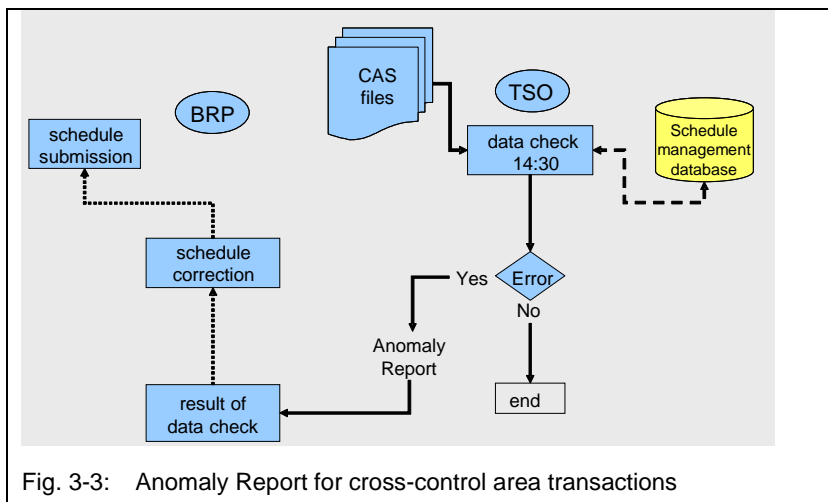 CAS
files
TSO
BRP
schedule
submission
data check
14:30
Schedule
management
database
schedule
correction
Yes
Error
No
Anomaly
Report
result of
data check
end
Fig. 3-3: Anomaly Report for cross-control area transactions